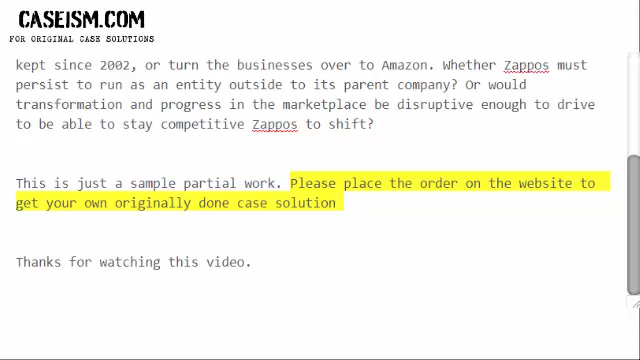 CASEISM.COM
FOR ORIGINAL CASE SOLUTIONS
kept since 2002, or turn the businesses over to Amazon. Whether Zappos must
persist to run as an entity outside to its parent company? Or would
transformation and progress in the marketplace be disruptive enough to drive
to be able to stay competitive Zappos to shift?
This is just a sample partial work. Please place the order on the website to
get your own originally done case solution
Thanks for watching this video.